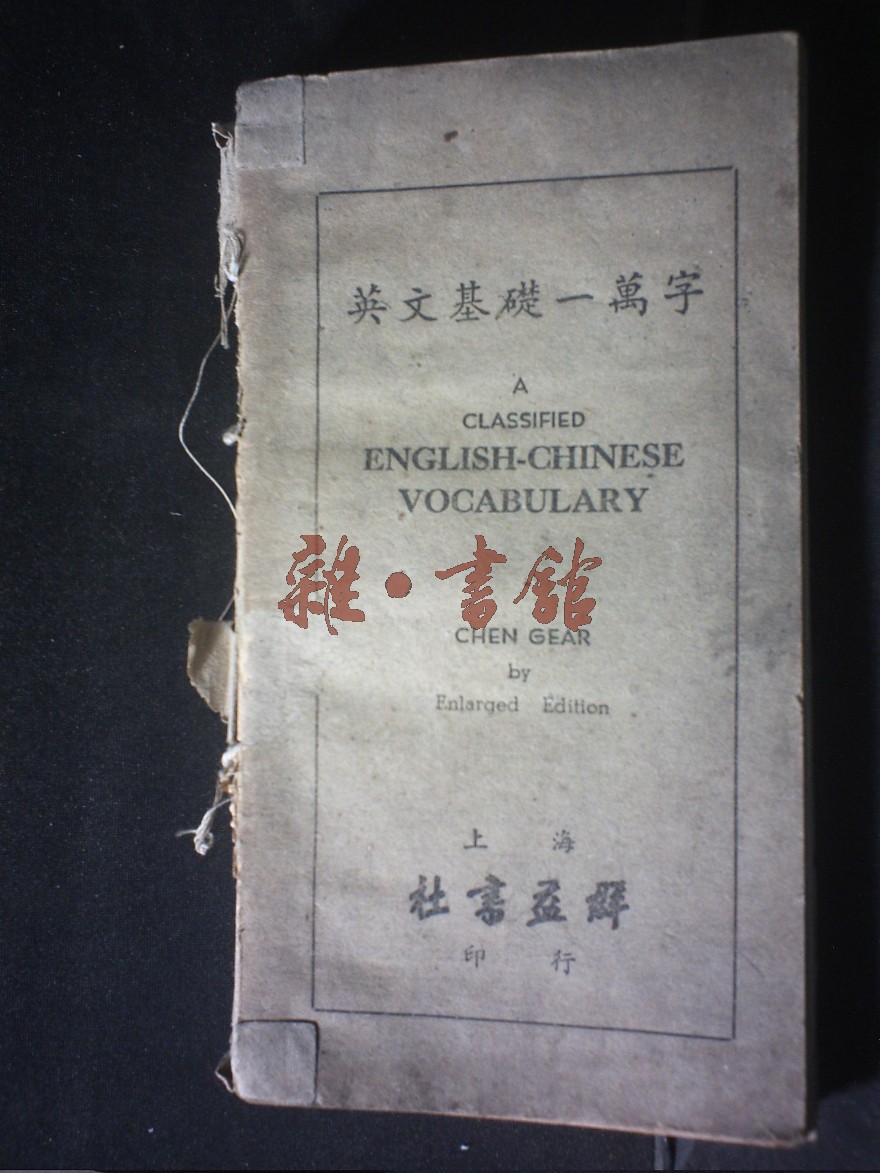 英文基礎一萬字
A
CLASSIFIED
ENGLISH-CHINESE
VOCABULARY
雜·書館
CHEN GEAR
by
Enlarged Edition
上海
社書益群
印行